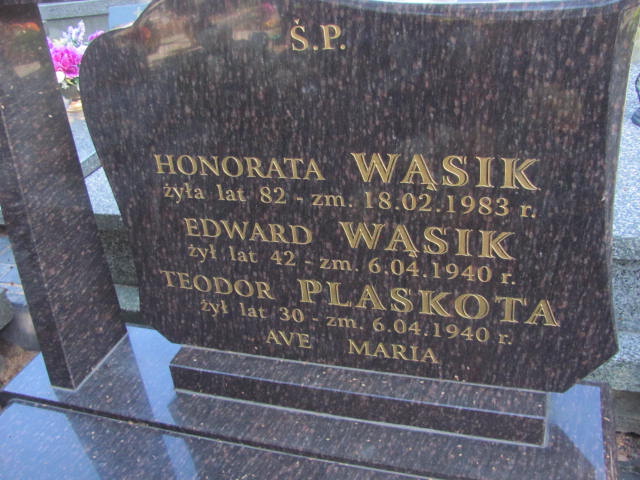 Ś.P.
HONORATA WĄSIK
żyła lat 82 - zm. 18.02.1983 r.
EDWARD WĄSIK
żył lat 42 - zm. 6.04.1940 r.
TEODOR PLASKOTA
żył lat 30 - zm. 6.04.1940 r.
AVE MARIA